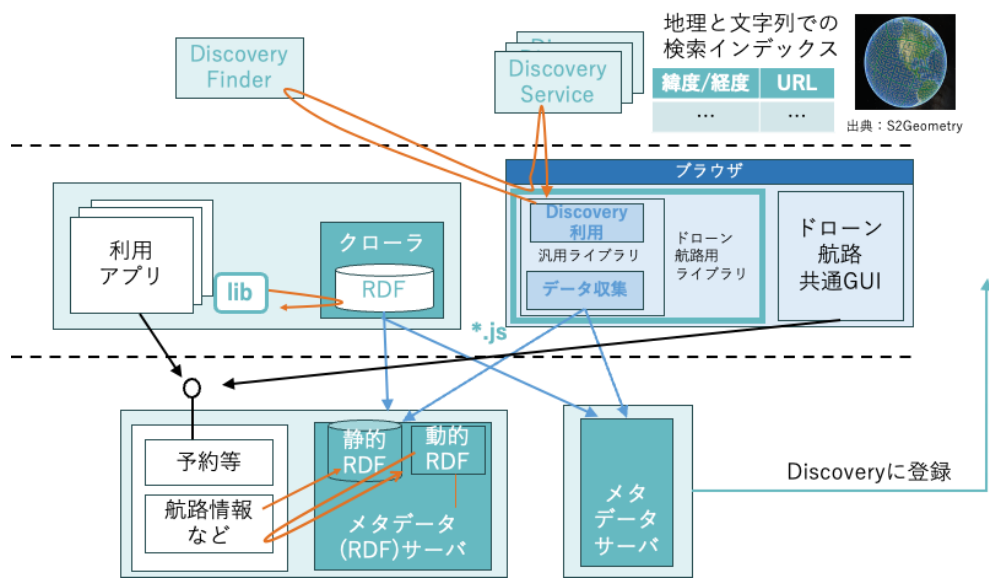 Discovery
Finder
Discovery
Service
地理と文字列での
検索インデックス
緯度/経度 URL
… …
出典：S2Geometry
ブラウザ
利用
アプリ
lib
クローラ
RDF
Discovery
利用
汎用ライブラリ
データ収集
ドローン
航路用
ライブラリ
ドローン
航路
共通GUI
*.js
予約等
航路情報
など
静的
RDF
動的
RDF
メタデータ
(RDF)サーバ
メタ
データ
サーバ
Discoveryに登録